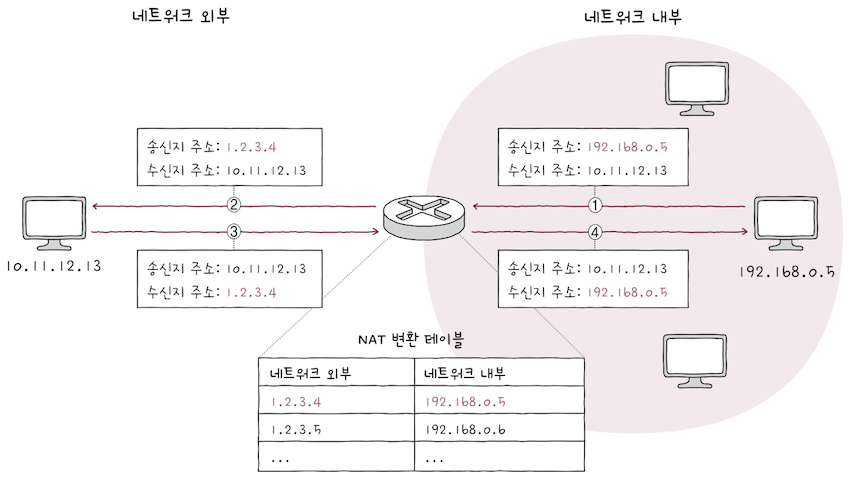 네트워크 외부
네트워크 내부
송신지 주소: 1.2.3.4
수신지 주소: 10.11.12.13
송신지 주소: 192.168.0.5
수신지 주소: 10.11.12.13
②
①
③
④
10.11.12.13
192.168.0.5
송신지 주소: 10.11.12.13
수신지 주소: 1.2.3.4
송신지 주소: 10.11.12.13
수신지 주소: 192.168.0.5
NAT 변환 테이블
네트워크 외부 네트워크 내부
1.2.3.4 192.168.0.5
1.2.3.5 192.168.0.6
... ...